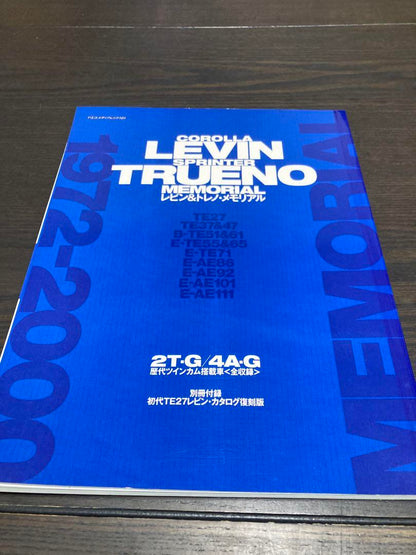 COROLLA
LEVIN
SPRINTER
TRUENO
MEMORIAL
レビン&トレノ・メモリアル
TE27
TE37&47
B-TE51&61
E-TE55&65
E-TE71
E-AE86
E-AE92
E-AE101
E-AE111
1972-2000
MEMORIAL
2T-G/4A-G
歴代ツインカム搭載車<全収録>
別冊付録
初代TE27レビン・カタログ復刻版